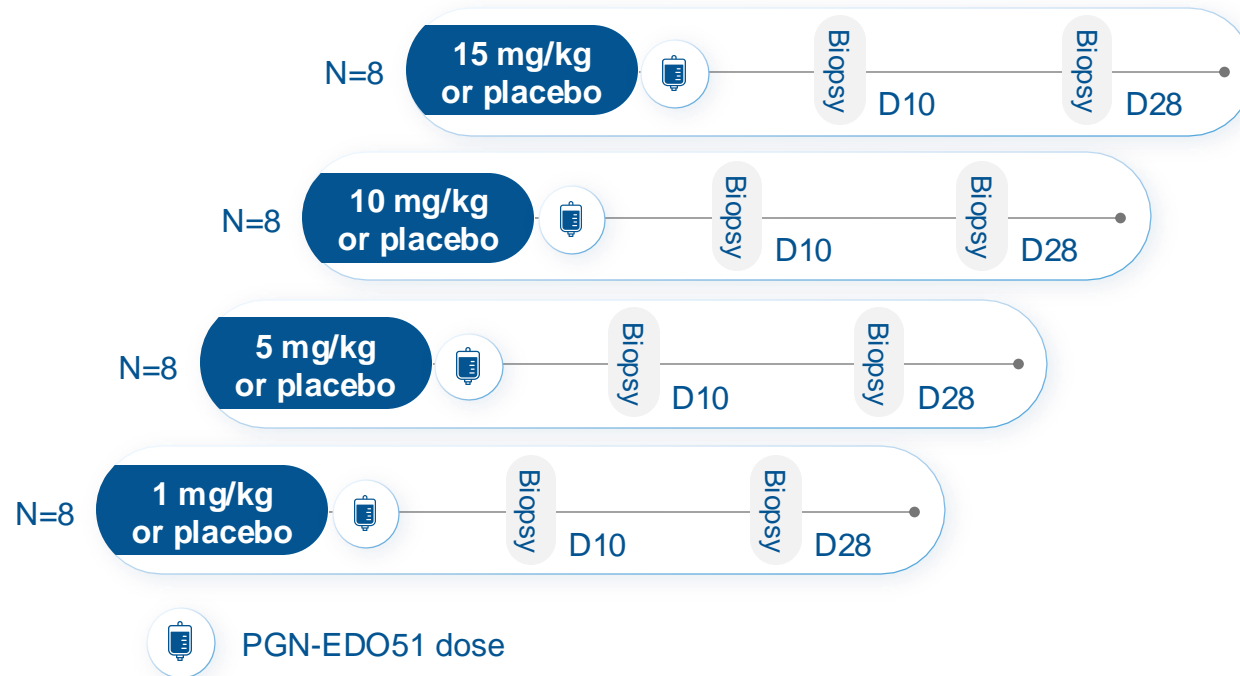 N=8
15 mg/kg
or placebo
Biopsy
D10
Biopsy
D28
N=8
10 mg/kg
or placebo
Biopsy
D10
Biopsy
D28
N=8
5 mg/kg
or placebo
Biopsy
D10
Biopsy
D28
N=8
1 mg/kg
or placebo
Biopsy
D10
Biopsy
D28
PGN-EDO51 dose